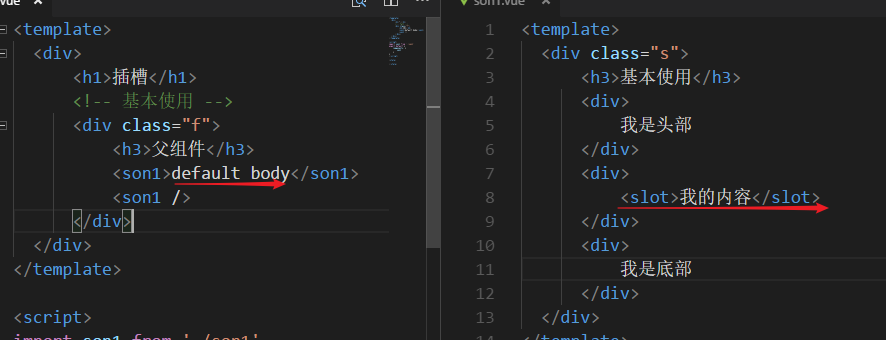 .vue
<template>
<div>
<h1>插槽</h1>
<!-- 基本使用 -->
<div class="f">
<h3>父组件</h3>
<son1>default body</son1>
<son1 />
</div>
</div>
</template>
<script>
import son1 from './son1'
son1.vue
1 <template>
2 <div class="s">
3 <h3>基本使用</h3>
4 <div>
5 我是头部
6 </div>
7 <div>
8 <slot>我的内容</slot>
9 </div>
10 <div>
11 我是底部
12 </div>
13 </div>
14 </template>